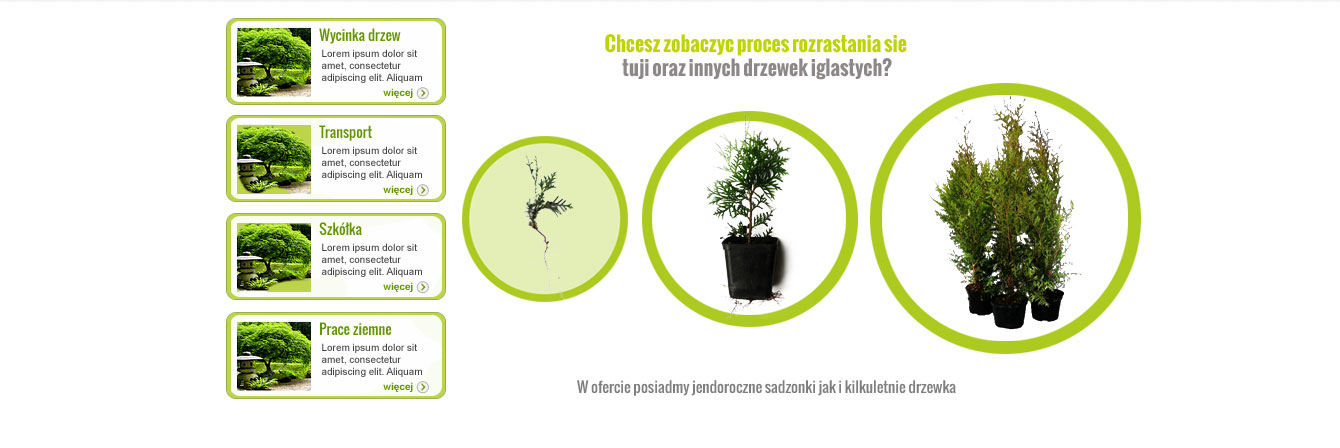 Wycinka drzew
Lorem ipsum dolor sit
amet, consectetur
adipiscing elit. Aliquam
więcej
Transport
Lorem ipsum dolor sit
amet, consectetur
adipiscing elit. Aliquam
więcej
Szkółka
Lorem ipsum dolor sit
amet, consectetur
adipiscing elit. Aliquam
więcej
Prace ziemne
Lorem ipsum dolor sit
amet, consectetur
adipiscing elit. Aliquam
więcej
Chcesz zobaczyc proces rozrastania sie
tuji oraz innych drzewek iglastych?
W ofercie posiadmy jendoroczne sadzonki jak i kilkuletnie drzewka